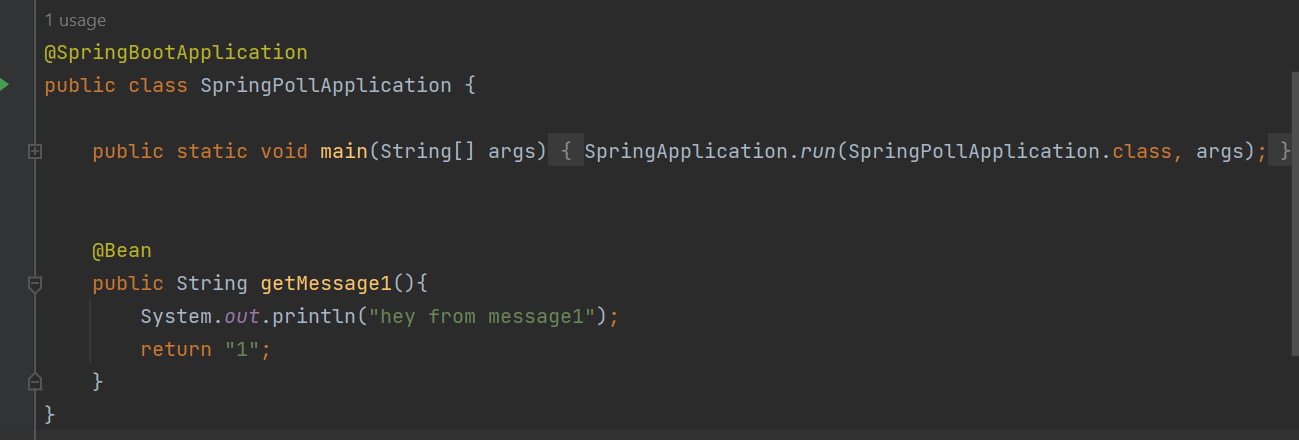 1 usage
@SpringBootApplication
public class SpringPollApplication {
public static void main(String[] args) { SpringApplication.run(SpringPollApplication.class, args); }
@Bean
public String getMessage1(){
System.out.println("hey from message1");
return "1";
}
}